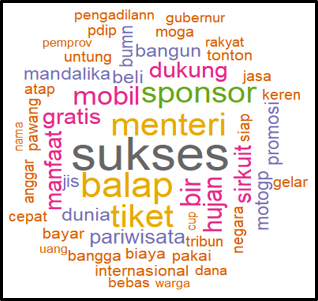 pengadilann gubernur
pdip bumn moga
pemprov bangun rakyat
untung tonton
mandalika beli dukung jasa
atap mobil sponsor keren
nama pawang gratis menteri siap promosi
manfaat sukses sirkuit
anggar jis balap bir hujan motogp gelar
cepat dunia tiket cup negara
bayar pariwisata tribun
uang bangga biaya pakai
internasional dana
bebas warga